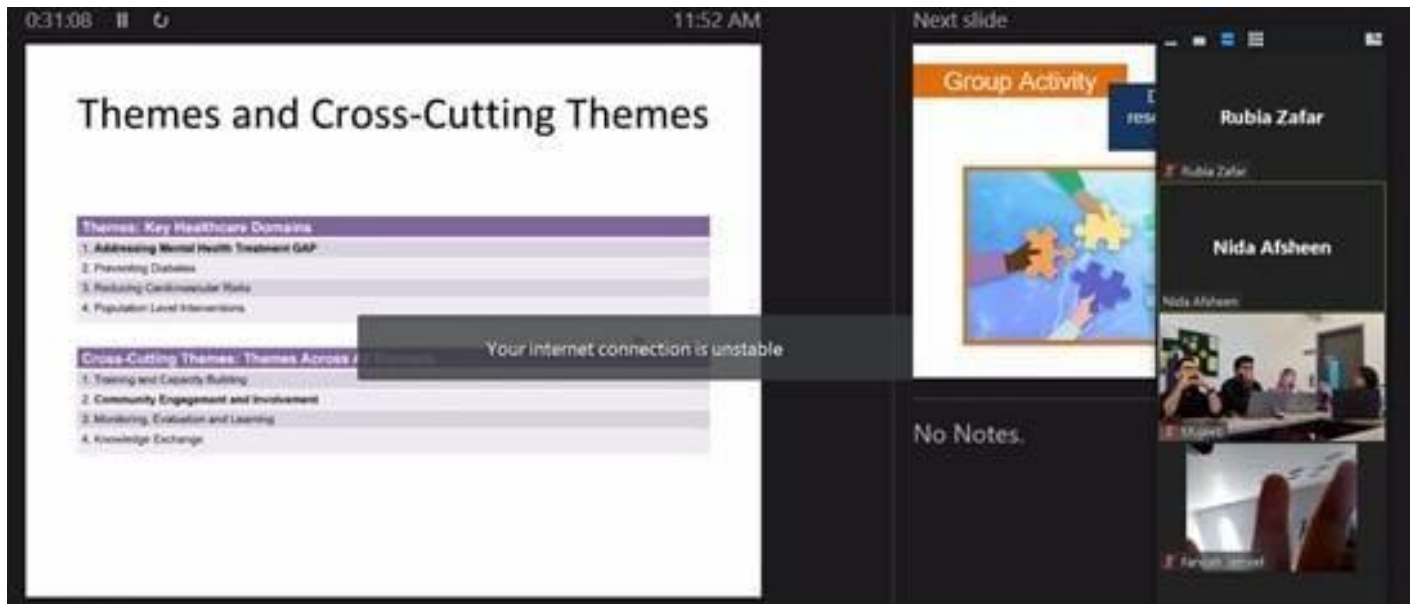 0:31:08
11:52 AM
Next slide
Themes and Cross-Cutting Themes
Themes: Key Healthcare Domains
1. Addressing Mental Health Treatment GAP
2. Preventing Diabetes
3. Reducing Cardiovascular Risks
4. Population Level Interventions
Cross-Cutting Themes: Themes Across
1. Training and Capacity Building
2. Community Engagement and Involvement
3. Monitoring, Evaluation and Learning
4. Knowledge Exchange
Your internet connection is unstable
Group Activity
No Notes.
Rubia Zafar
Rubia Zafar
Nida Afsheen
Nida Afsheen